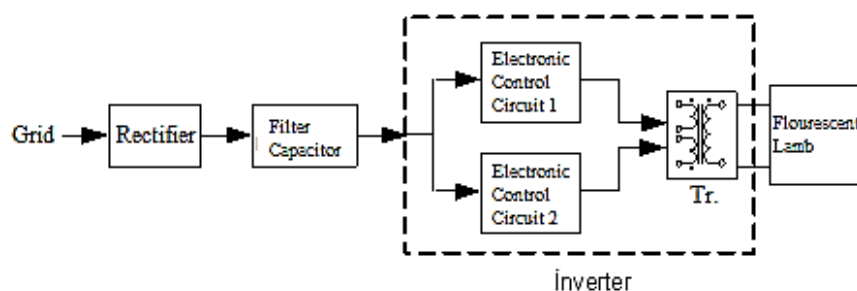 Grid
Rectifier
Filter
Capacitor
Electronic
Control
Circuit 1
Electronic
Control
Circuit 2
Tr.
Flourescent
Lamb
İnverter